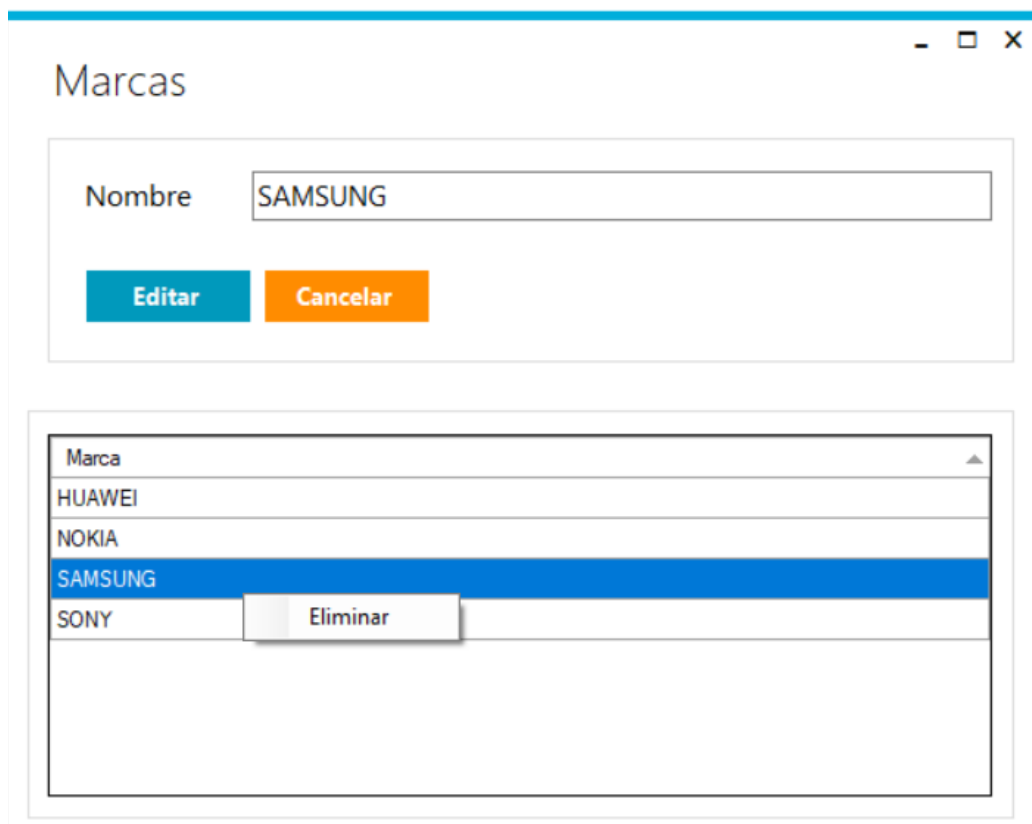 Marcas
Nombre SAMSUNG
Editar Cancelar
Marca
HUAWEI
NOKIA
SAMSUNG
SONY
Eliminar